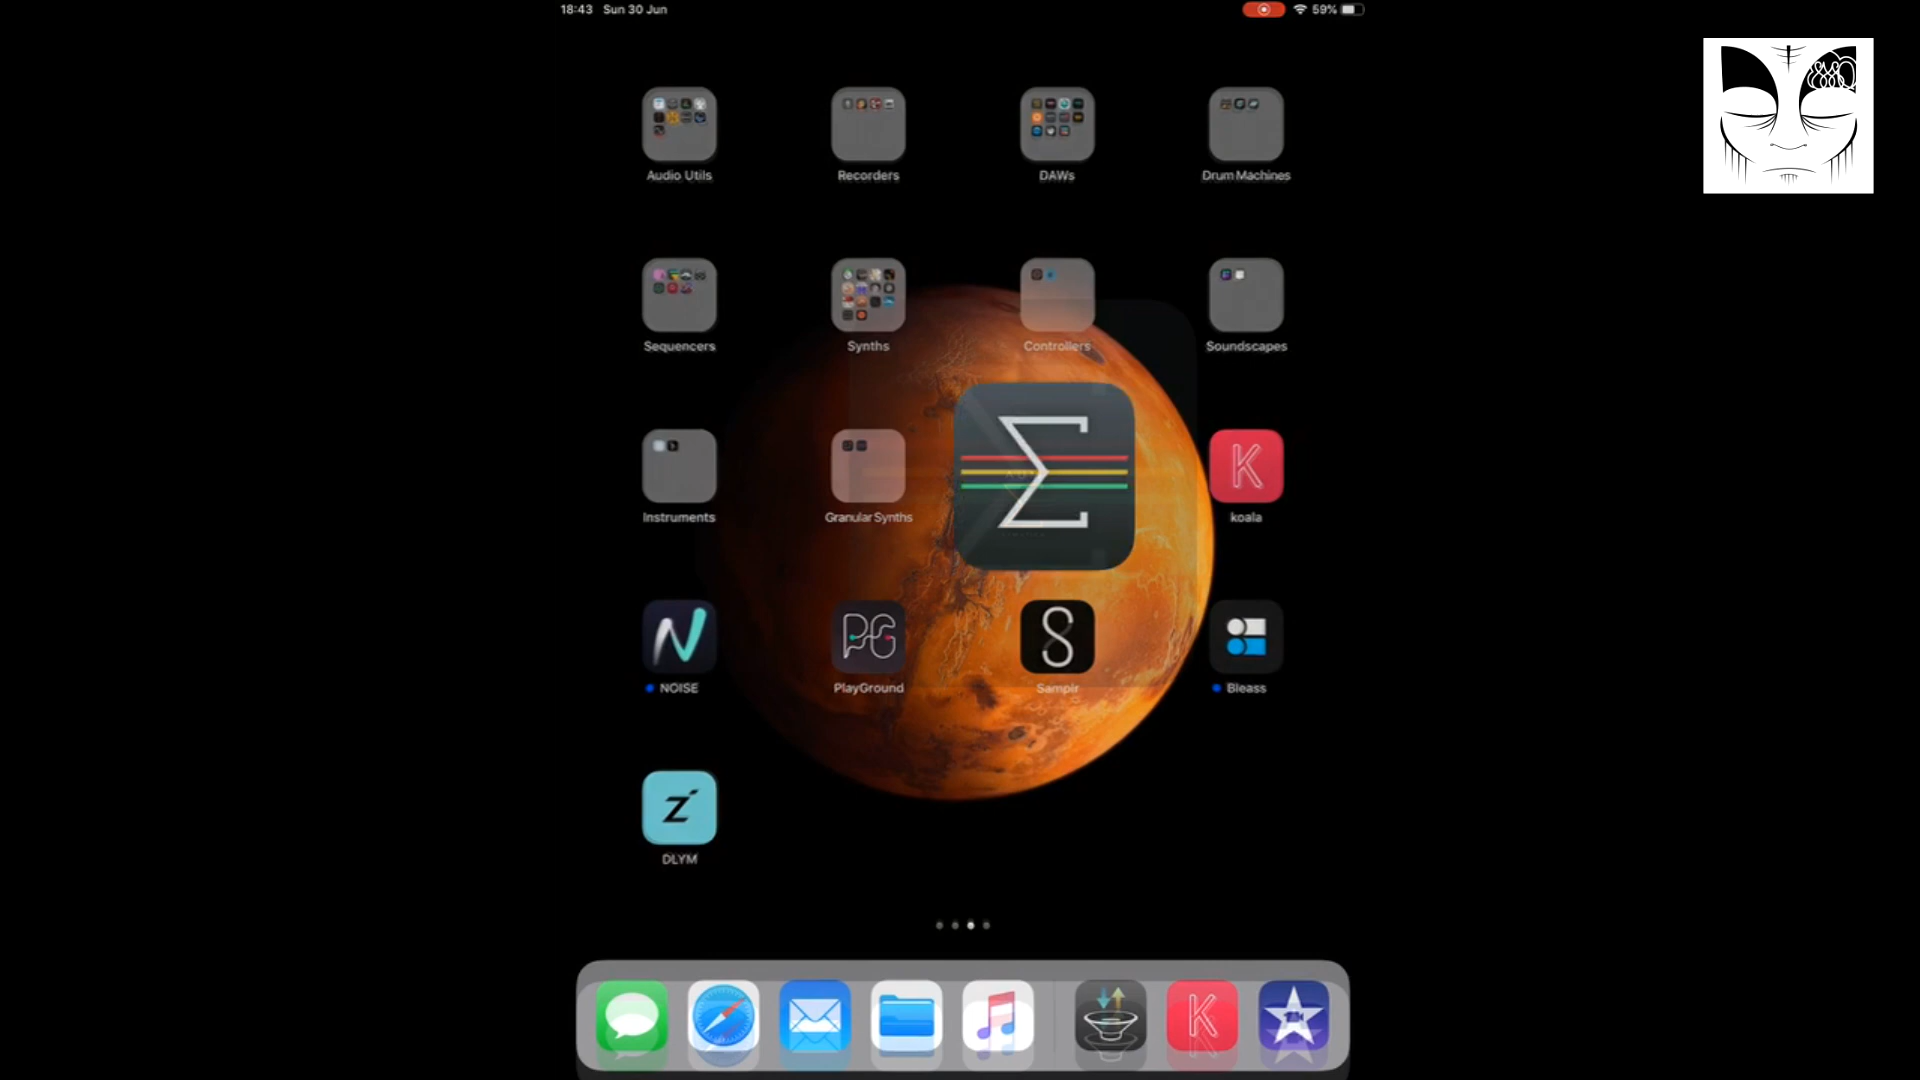 18:43 Sun 30 Jun 59%
Audio Utils Recorders DAWs Drum Machines
Sequencers Synths Controllers Soundscapes
Instruments Granular Synths koala
NOISE PlayGround Samplr Bleass
DLYM